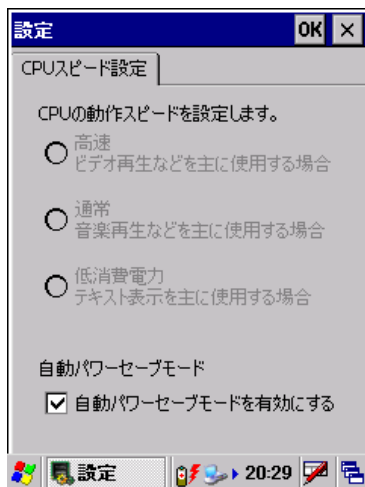 設定 OK ×
CPUスピード設定
CPUの動作スピードを設定します。
高速
ビデオ再生などを主に使用する場合
通常
音楽再生などを主に使用する場合
低消費電力
テキスト表示を主に使用する場合
自動パワーセーブモード
自動パワーセーブモードを有効にする
設定 20:29